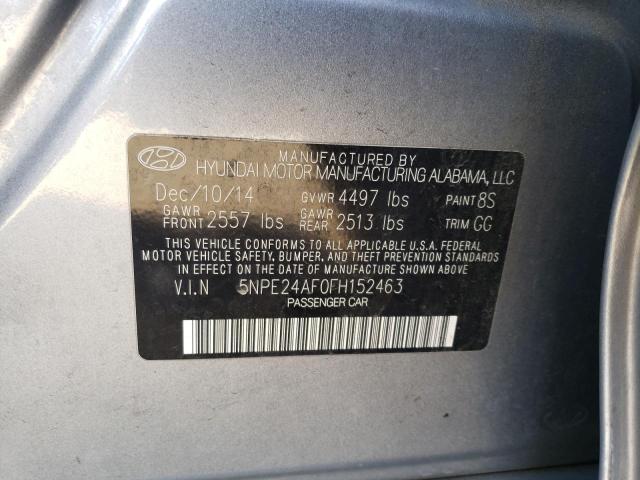 MANUFACTURED BY
HYUNDAI MOTOR MANUFACTURING ALABAMA, LLC
Dec/10/14 GVWR 4497 lbs PAINT 8S
GAWR FRONT 2557 lbs GAWR REAR 2513 lbs TRIM GG
THIS VEHICLE CONFORMS TO ALL APPLICABLE U.S.A. FEDERAL
MOTOR VEHICLE SAFETY, BUMPER, AND THEFT PREVENTION STANDARDS
IN EFFECT ON THE DATE OF MANUFACTURE SHOWN ABOVE
V.I.N 5NPE24AF0FH152463
PASSENGER CAR